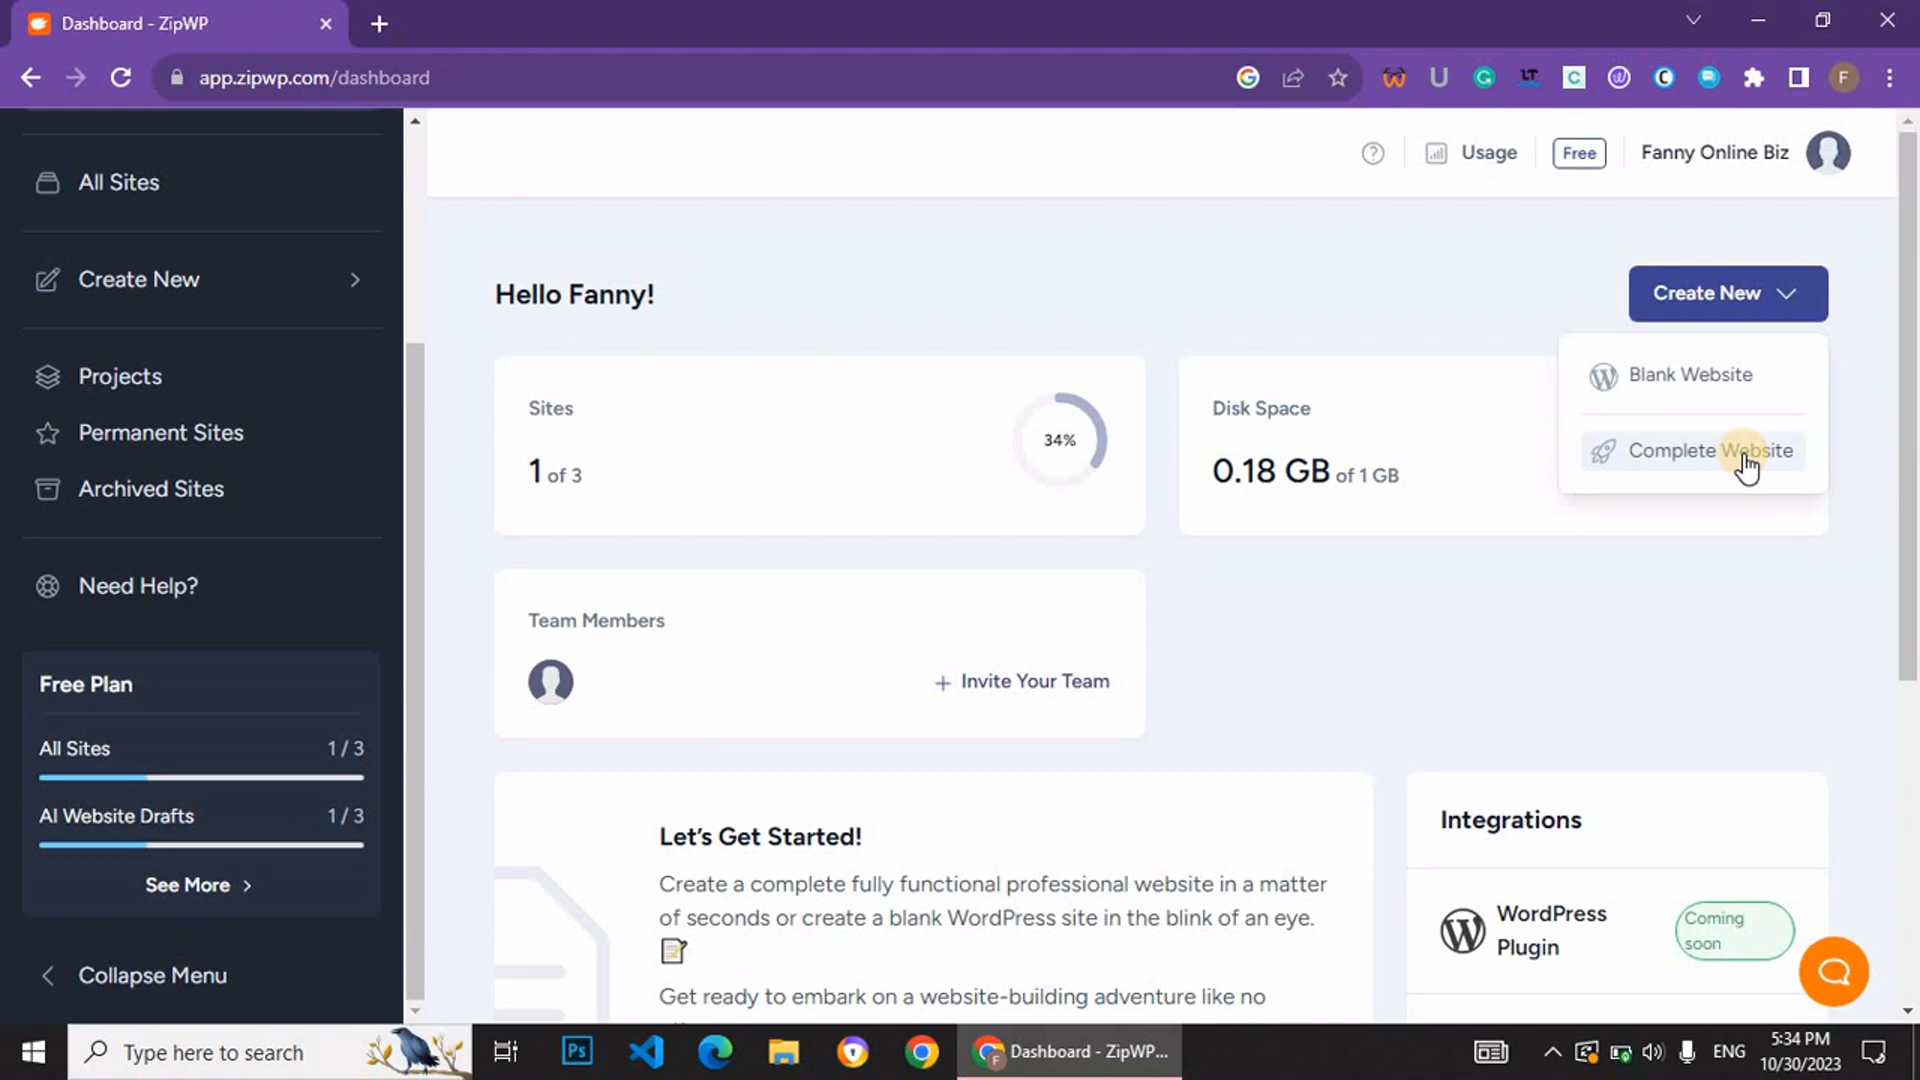 Dashboard - ZipWP
app.zipwp.com/dashboard
F
All Sites
Create New
Projects
Permanent Sites
Archived Sites
Need Help?
Free Plan
All Sites 1 / 3
AI Website Drafts 1 / 3
See More
Collapse Menu
Usage
Free
Fanny Online Biz
Hello Fanny!
Create New
Blank Website
Complete Website
Sites
1 of 3
34%
Disk Space
0.18 GB of 1 GB
Team Members
+ Invite Your Team
Let's Get Started!
Create a complete fully functional professional website in a matter
of seconds or create a blank WordPress site in the blink of an eye.
Get ready to embark on a website-building adventure like no
Integrations
WordPress
Plugin
Coming
soon
Type here to search
Ps
Dashboard - ZipWP...
ENG
5:34 PM
10/30/2023